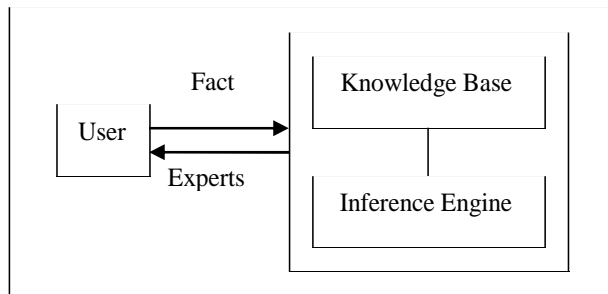 Fact
Knowledge Base
User
Experts
Inference Engine